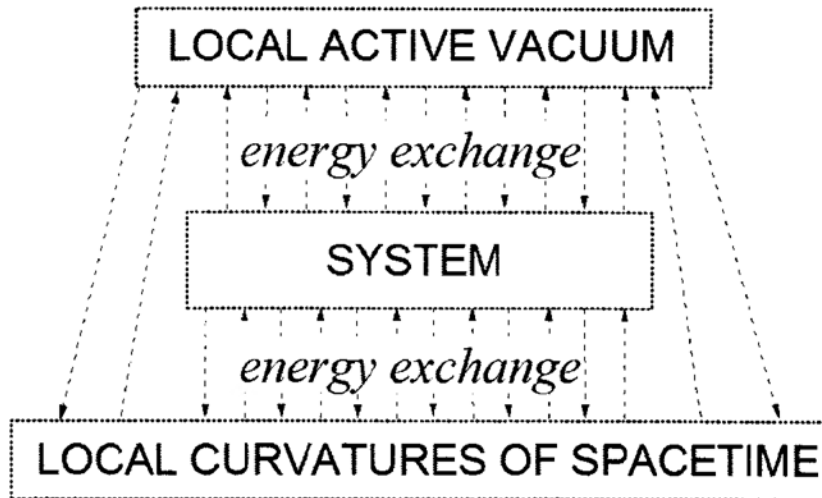 LOCAL ACTIVE VACUUM
energy exchange
SYSTEM
energy exchange
LOCAL CURVATURES OF SPACETIME